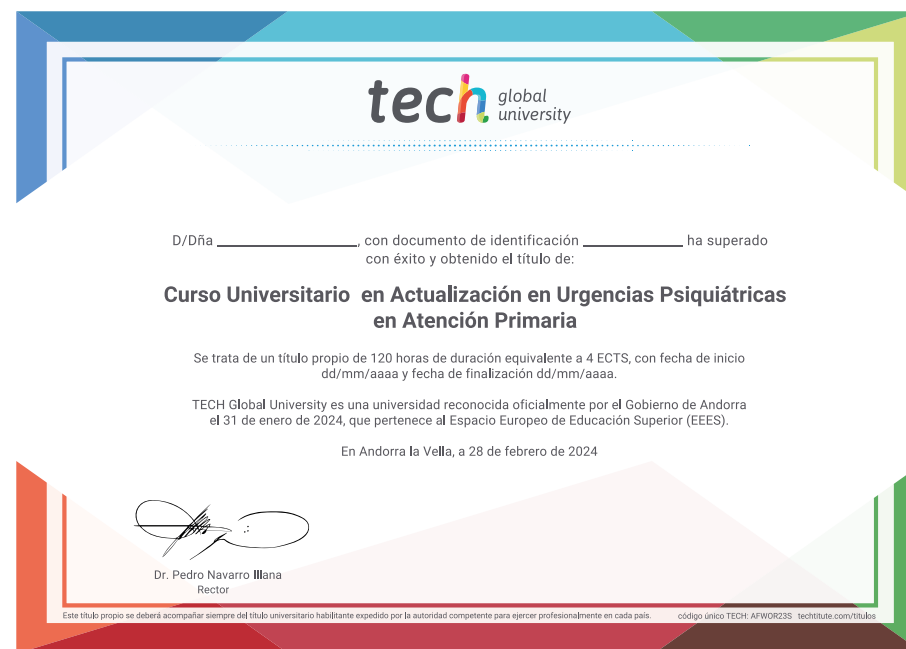 tech global university
D/Dña ____________________, con documento de identificación ______________ ha superado
con éxito y obtenido el título de:
Curso Universitario en Actualización en Urgencias Psiquiátricas
en Atención Primaria
Se trata de un título propio de 120 horas de duración equivalente a 4 ECTS, con fecha de inicio
dd/mm/aaaa y fecha de finalización dd/mm/aaaa.
TECH Global University es una universidad reconocida oficialmente por el Gobierno de Andorra
el 31 de enero de 2024, que pertenece al Espacio Europeo de Educación Superior (EEES).
En Andorra la Vella, a 28 de febrero de 2024
Dr. Pedro Navarro Illana
Rector
Este título propio se deberá acompañar siempre del título universitario habilitante expedido por la autoridad competente para ejercer profesionalmente en cada país. código único TECH: AFWOR23S techtitute.com/titulos